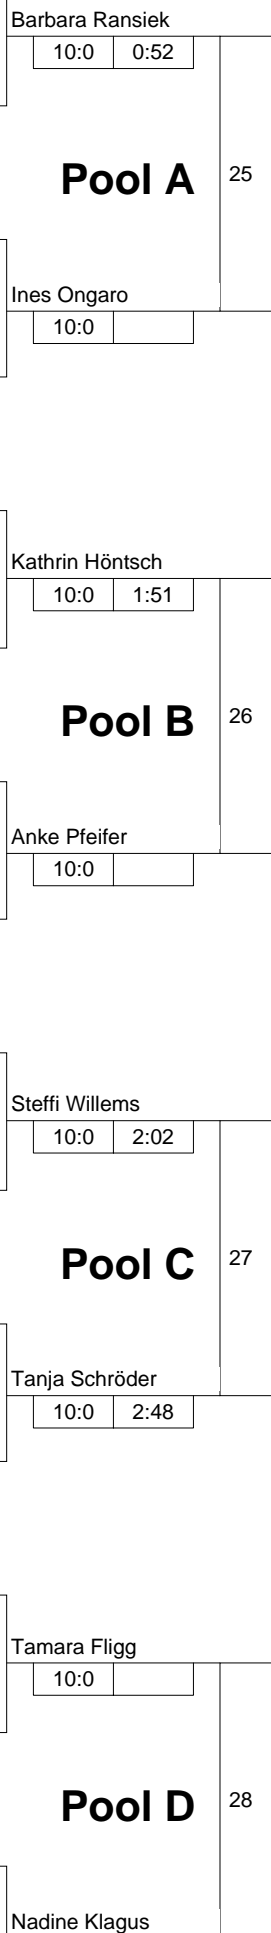 Barbara Ransiek
10:0 0:52
Pool A 25
Ines Ongaro
10:0
Kathrin Höntsch
10:0 1:51
Pool B 26
Anke Pfeifer
10:0
Steffi Willems
10:0 2:02
Pool C 27
Tanja Schröder
10:0 2:48
Tamara Fligg
10:0
Pool D 28
Nadine Klagus